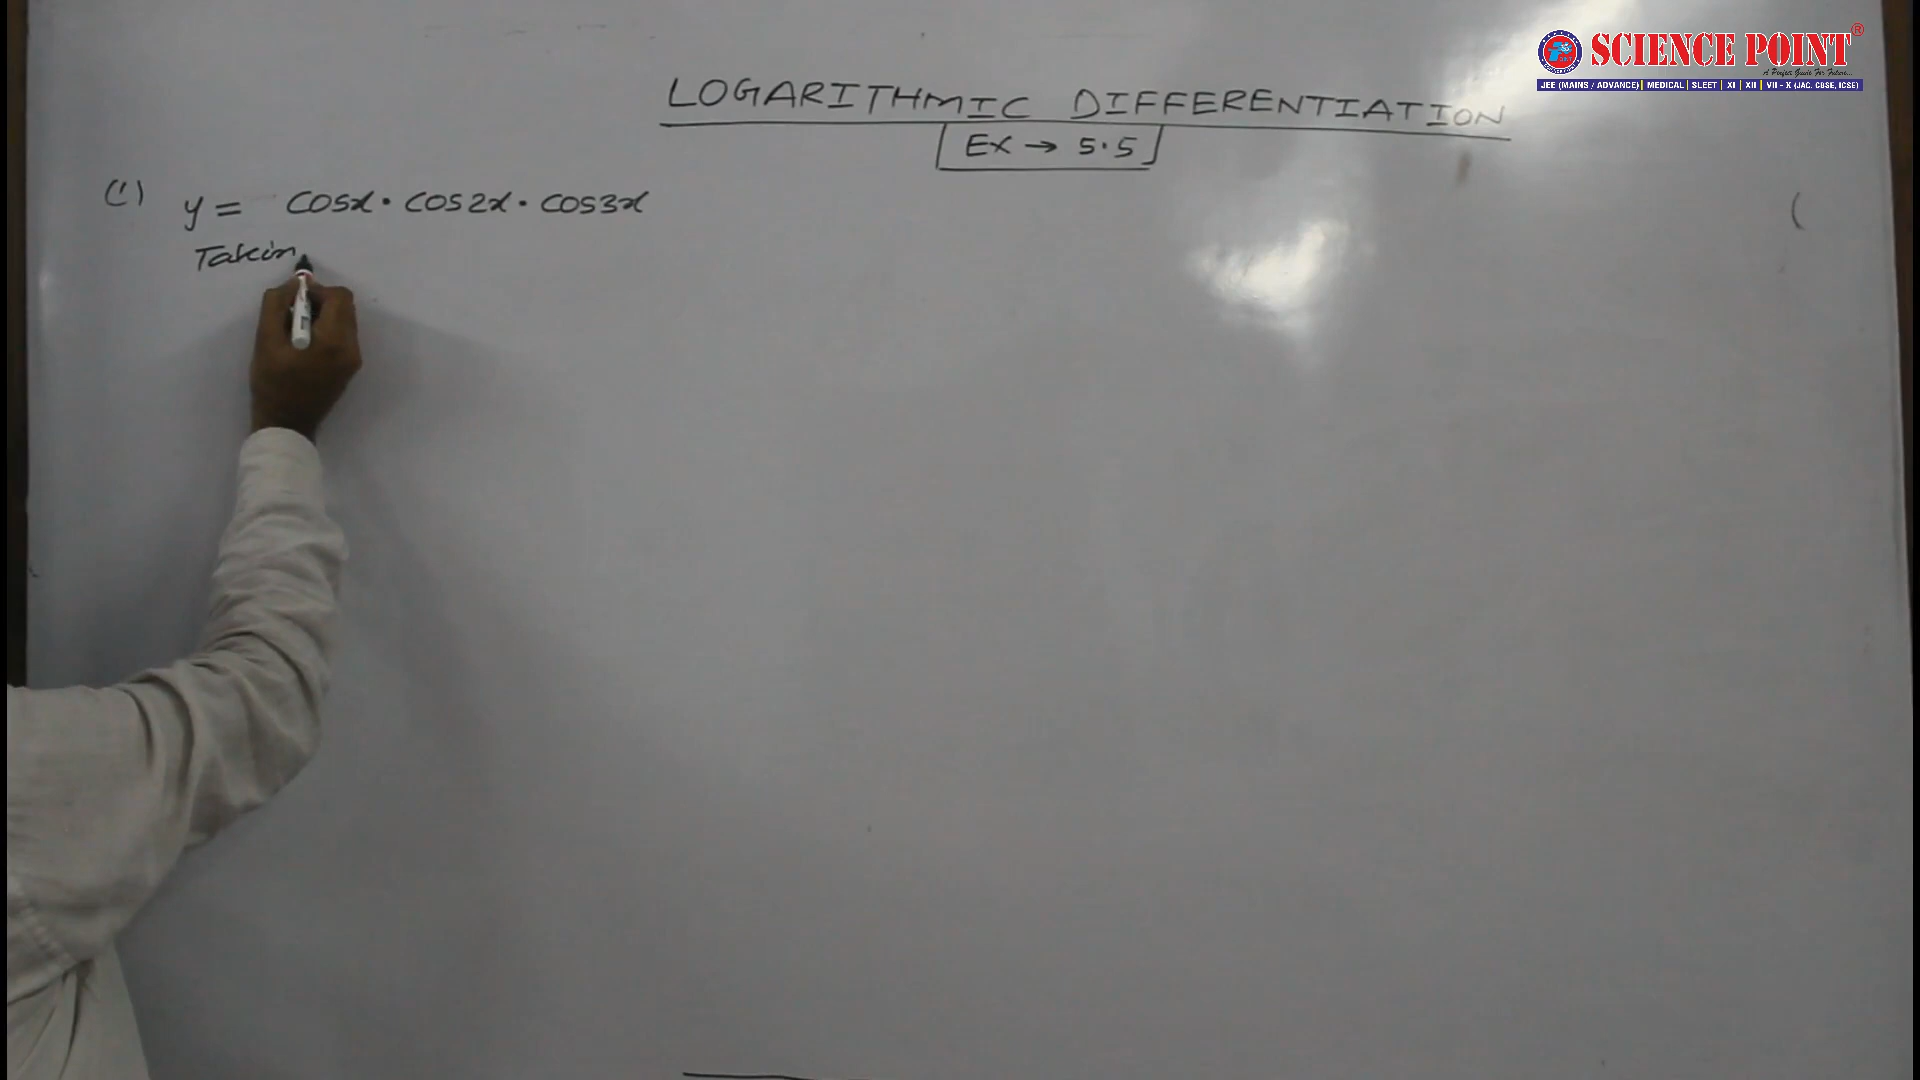 SCIENCE POINT®
A Perfect Guide For Future...
JEE (MAINS / ADVANCE) | MEDICAL | SLEET | XI | XII | VII - X (JAC, CBSE, ICSE)
LOGARITHMIC DIFFERENTIATION
EX → 5.5
(1) y = cosx · cos2x · cos3x
Takin
(